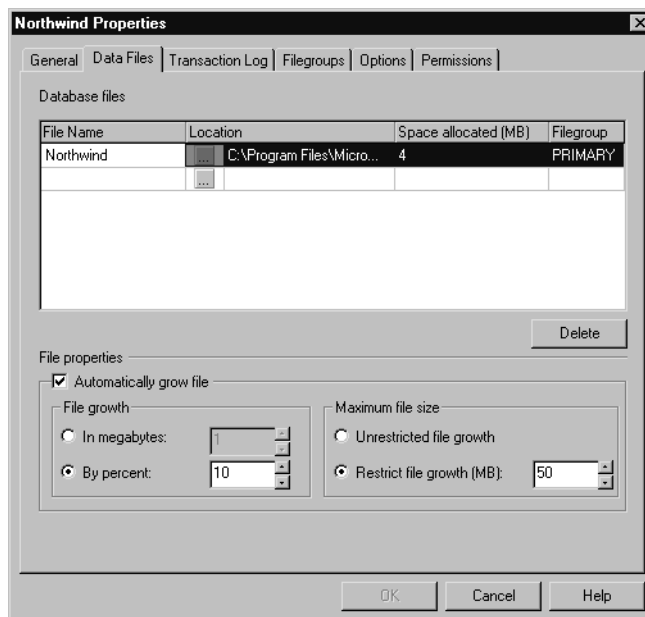 Northwind Properties
General Data Files Transaction Log Filegroups Options Permissions
Database files
File Name Location Space allocated (MB) Filegroup
Northwind ... C:\Program Files\Micro... 4 PRIMARY
...
Delete
File properties
Automatically grow file
File growth Maximum file size
In megabytes: 1 Unrestricted file growth
By percent: 10 Restrict file growth (MB): 50
OK Cancel Help